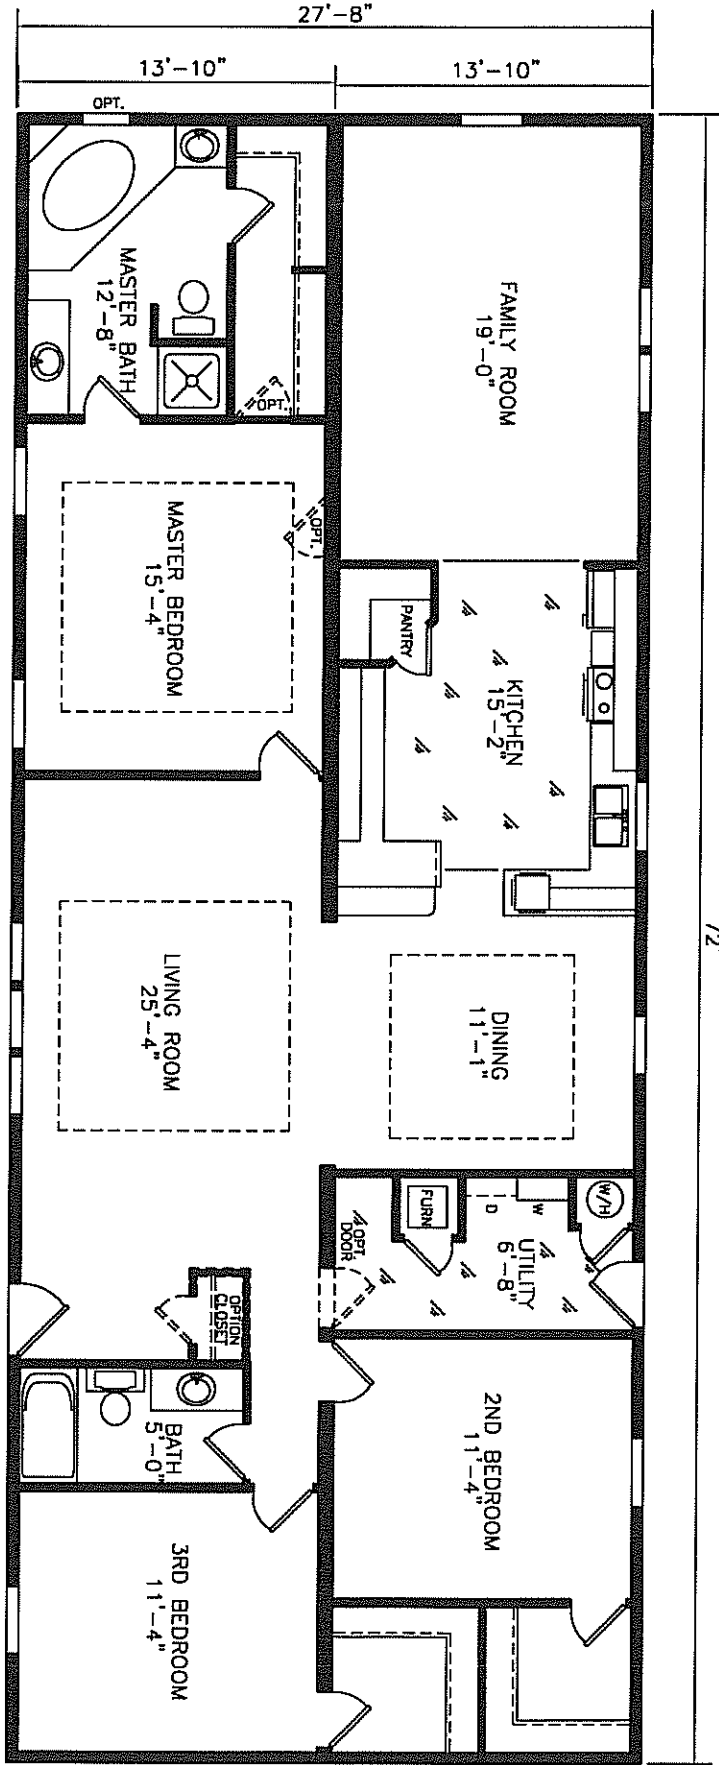 27'-8"
13'-10"
13'-10"
OPT.
72'
MASTER BATH
12'-8"
OPT.
FAMILY ROOM
19'-0"
MASTER BEDROOM
15'-4"
OPT.
PANTRY
KITCHEN
15'-2"
LIVING ROOM
25'-4"
DINING
11'-1"
W/H
FURN
D
W
UTILITY
6'-8"
OPT.
DOOR
OPTION
CLOSET
BATH
5'-0"
2ND BEDROOM
11'-4"
3RD BEDROOM
11'-4"